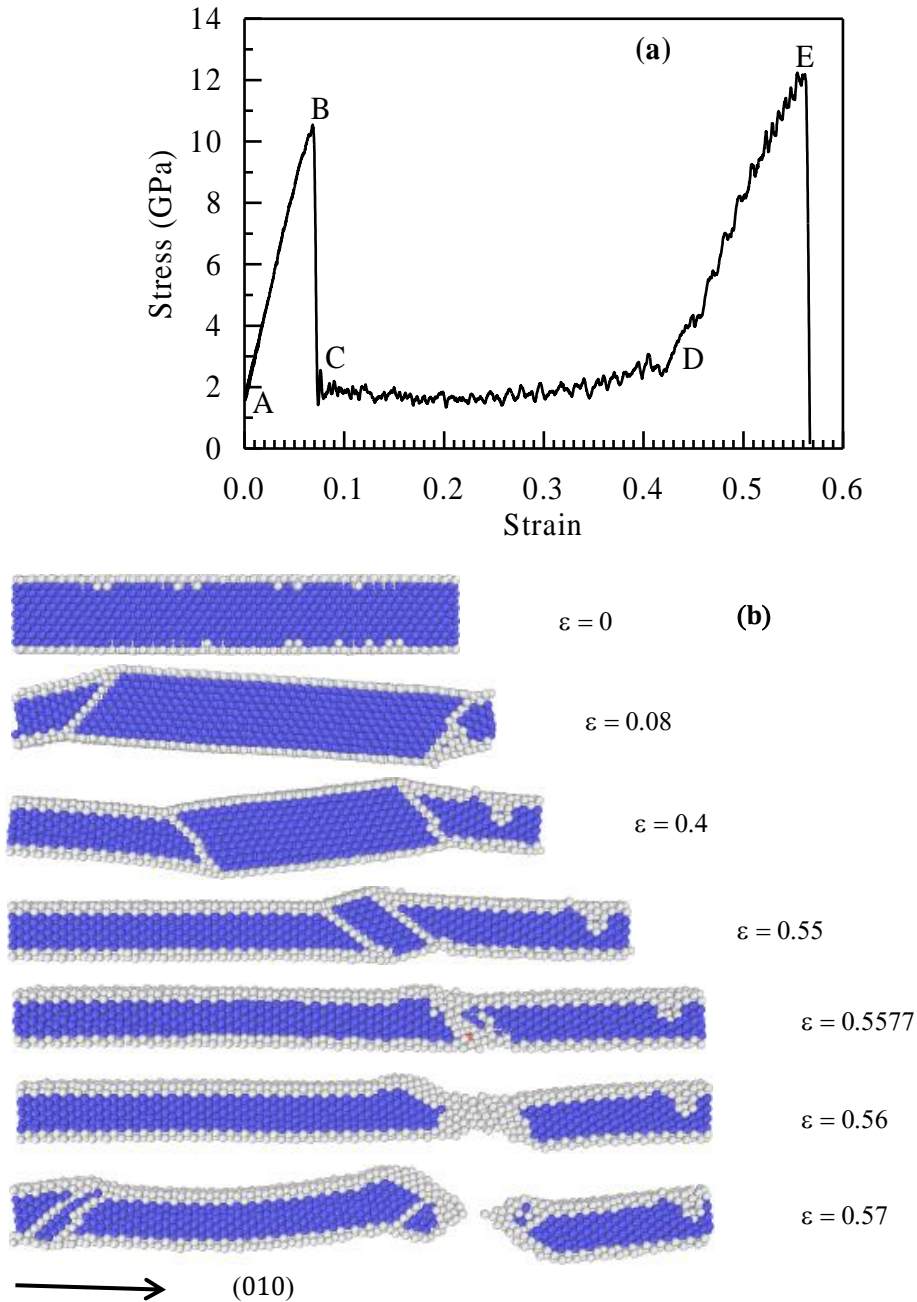 14
12
10
8
6
4
2
0
Stress (GPa)
(a)
A
B
C
D
E
0.0 0.1 0.2 0.3 0.4 0.5 0.6
Strain
(b)
ε = 0
ε = 0.08
ε = 0.4
ε = 0.55
ε = 0.5577
ε = 0.56
ε = 0.57
(010)